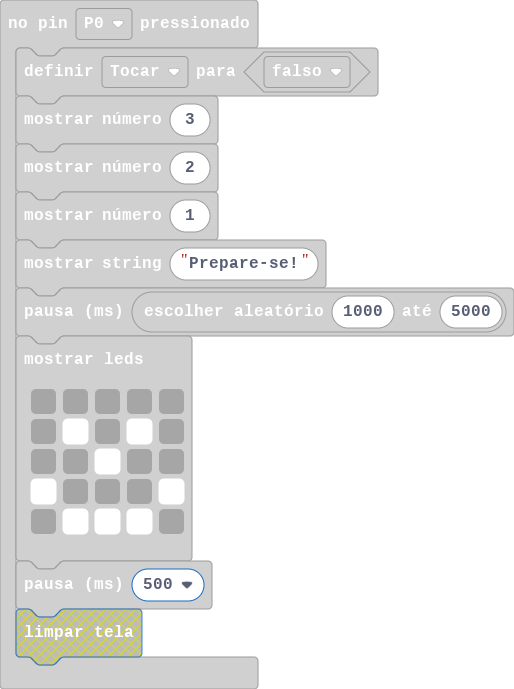 no pin P0 pressionado
definir Tocar para falso
mostrar número 3
mostrar número 2
mostrar número 1
mostrar string "Prepare-se!"
pausa (ms) escolher aleatório 1000 até 5000
mostrar leds
pausa (ms) 500
limpar tela